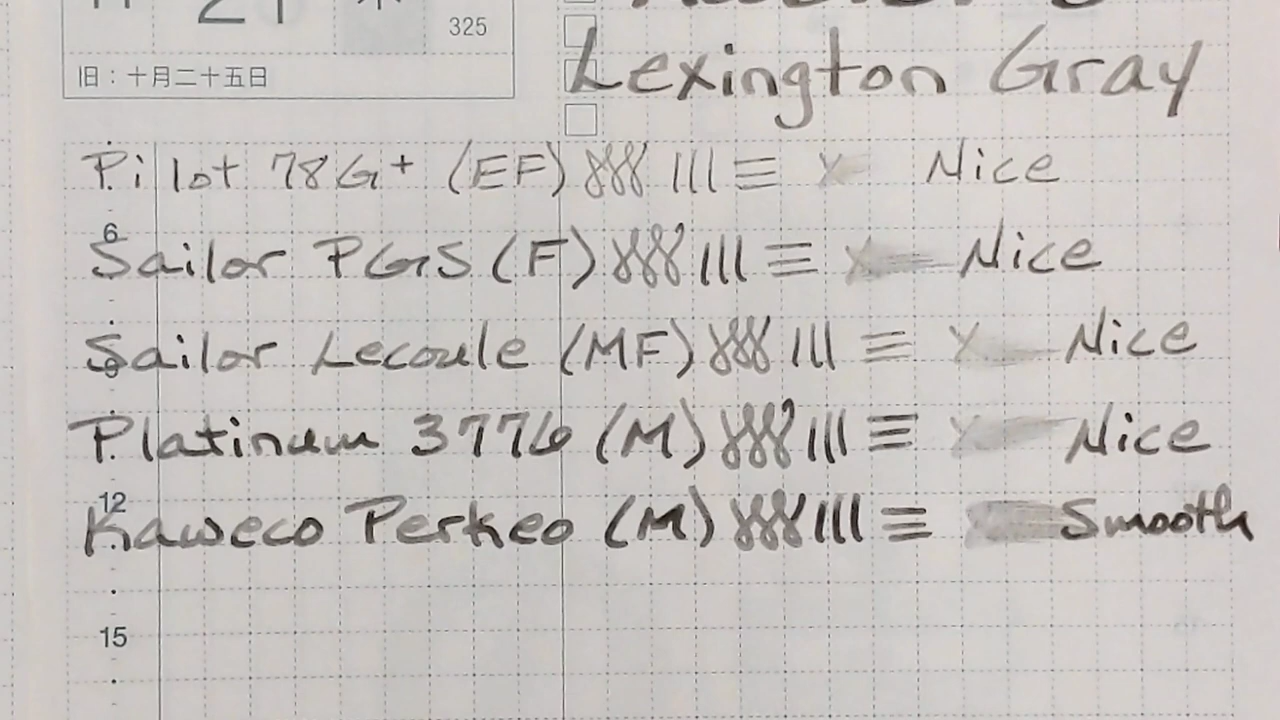 325
旧：十月二十五日
Lexington Gray
Pilot 78G+ (EF) Nice
6
Sailor PGS (F) Nice
Sailor Lecoule (MF) Nice
9
Platinum 3776 (M) Nice
12
Kaweco Perkeo (M) Smooth
15